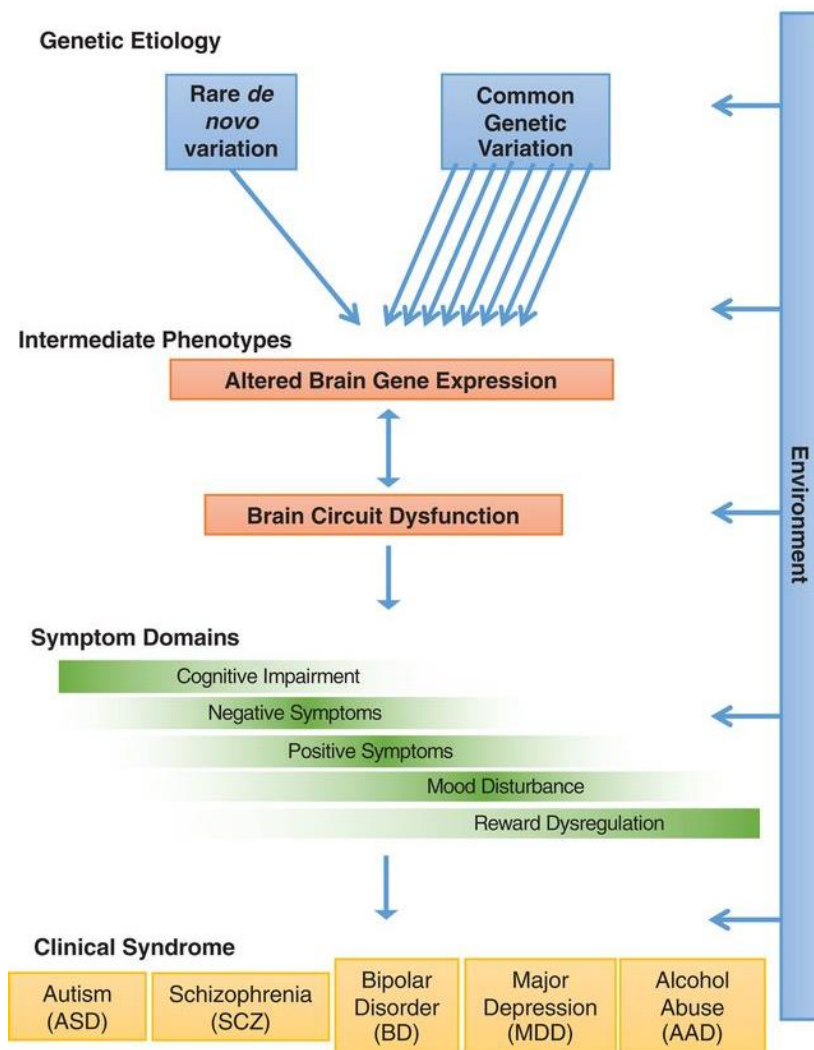 Genetic Etiology
Rare de
novo
variation
Common
Genetic
Variation
Intermediate Phenotypes
Altered Brain Gene Expression
Brain Circuit Dysfunction
Environment
Symptom Domains
Cognitive Impairment
Negative Symptoms
Positive Symptoms
Mood Disturbance
Reward Dysregulation
Clinical Syndrome
Autism
(ASD)
Schizophrenia
(SCZ)
Bipolar
Disorder
(BD)
Major
Depression
(MDD)
Alcohol
Abuse
(AAD)